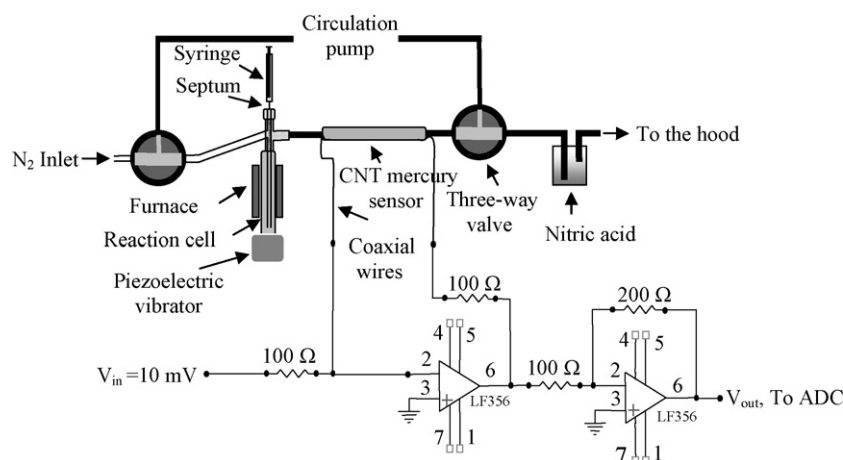 Circulation
pump
Syringe
Septum
N₂ Inlet
To the hood
CNT mercury
sensor
Three-way
valve
Furnace
Nitric acid
Reaction cell
Coaxial
wires
Piezoelectric
vibrator
100 Ω
200 Ω
4 5
4 5
100 Ω
100 Ω
Vᵢₙ =10 mV
2
6
2
6
3
LF356
3
LF356
Vₒᵤₜ, To ADC
7 1
7 1